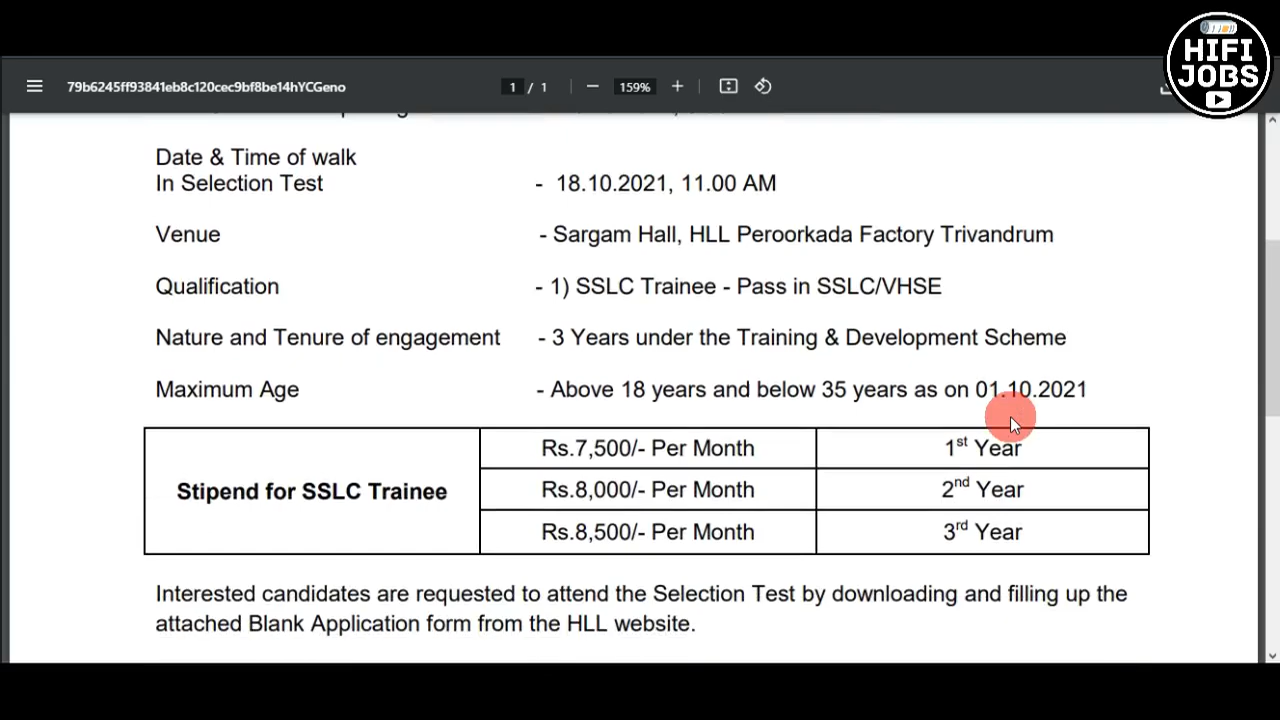 HIFI
JOBS
79b6245ff93841eb8c120cec9bf8be14hYCGeno
1 / 1
159%
Date & Time of walk
In Selection Test - 18.10.2021, 11.00 AM
Venue - Sargam Hall, HLL Peroorkada Factory Trivandrum
Qualification - 1) SSLC Trainee - Pass in SSLC/VHSE
Nature and Tenure of engagement - 3 Years under the Training & Development Scheme
Maximum Age - Above 18 years and below 35 years as on 01.10.2021
Stipend for SSLC Trainee
Rs.7,500/- Per Month 1st Year
Rs.8,000/- Per Month 2nd Year
Rs.8,500/- Per Month 3rd Year
Interested candidates are requested to attend the Selection Test by downloading and filling up the
attached Blank Application form from the HLL website.